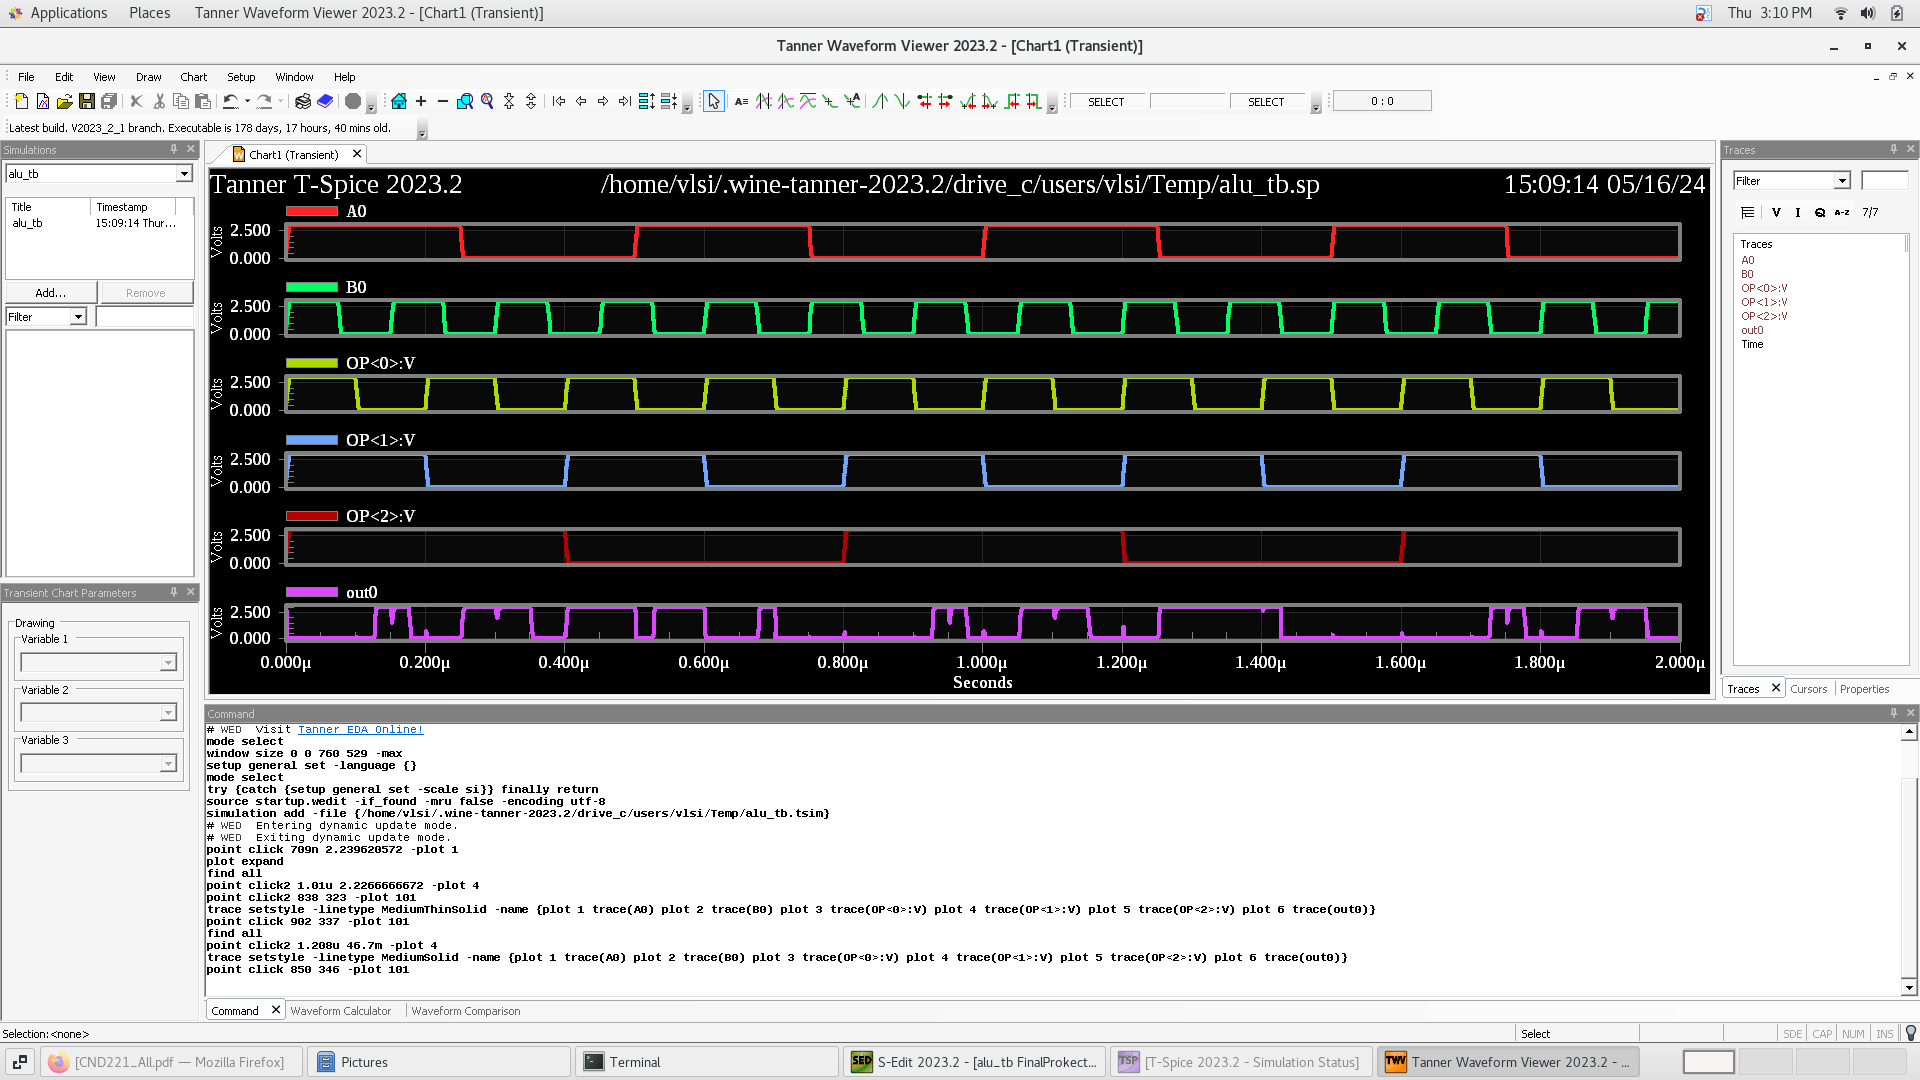 Applications Places Tanner Waveform Viewer 2023.2 - [Chart1 (Transient)] Thu 3:10 PM
Tanner Waveform Viewer 2023.2 - [Chart1 (Transient)]
File Edit View Draw Chart Setup Window Help
SELECT SELECT 0 : 0
Latest build. V2023_2_1 branch. Executable is 178 days, 17 hours, 40 mins old.
Simulations
alu_tb
Title Timestamp
alu_tb 15:09:14 Thur...
Add... Remove
Filter
Transient Chart Parameters
Drawing
Variable 1
Variable 2
Variable 3
Chart1 (Transient)
Tanner T-Spice 2023.2 /home/vlsi/.wine-tanner-2023.2/drive_c/users/vlsi/Temp/alu_tb.sp 15:09:14 05/16/24
A0
Volts
2.500
0.000
B0
Volts
2.500
0.000
OP<0>:V
Volts
2.500
0.000
OP<1>:V
Volts
2.500
0.000
OP<2>:V
Volts
2.500
0.000
out0
Volts
2.500
0.000
0.000μ 0.200μ 0.400μ 0.600μ 0.800μ 1.000μ 1.200μ 1.400μ 1.600μ 1.800μ 2.000μ
Seconds
Traces
Filter
V I Q A-Z 7/7
Traces
A0
B0
OP<0>:V
OP<1>:V
OP<2>:V
out0
Time
Traces Cursors Properties
Command
# WED Visit Tanner EDA Online!
mode select
window size 0 0 760 529 -max
setup general set -language {}
mode select
try {catch {setup general set -scale si}} finally return
source startup.wedit -if_found -mru false -encoding utf-8
simulation add -file {/home/vlsi/.wine-tanner-2023.2/drive_c/users/vlsi/Temp/alu_tb.tsim}
# WED Entering dynamic update mode.
# WED Exiting dynamic update mode.
point click 709n 2.239620572 -plot 1
plot expand
find all
point click2 1.01u 2.2266666672 -plot 4
point click2 838 323 -plot 101
trace setstyle -linetype MediumThinSolid -name {plot 1 trace(A0) plot 2 trace(B0) plot 3 trace(OP<0>:V) plot 4 trace(OP<1>:V) plot 5 trace(OP<2>:V) plot 6 trace(out0)}
point click 902 337 -plot 101
find all
point click2 1.208u 46.7m -plot 4
trace setstyle -linetype MediumSolid -name {plot 1 trace(A0) plot 2 trace(B0) plot 3 trace(OP<0>:V) plot 4 trace(OP<1>:V) plot 5 trace(OP<2>:V) plot 6 trace(out0)}
point click 850 346 -plot 101
Command Waveform Calculator Waveform Comparison
Selection: <none> Select SDE CAP NUM INS
[CND221_All.pdf — Mozilla Firefox] Pictures Terminal SED S-Edit 2023.2 - [alu_tb FinalProkect... TSP [T-Spice 2023.2 - Simulation Status] TWV Tanner Waveform Viewer 2023.2 - ...